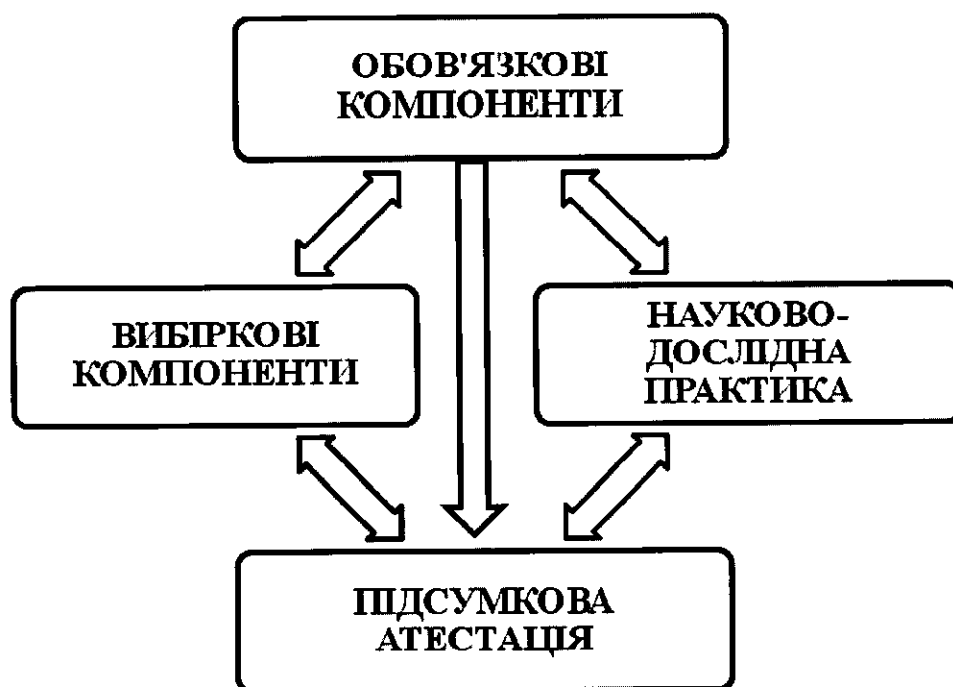 ОБОВ'ЯЗКОВІ
КОМПОНЕНТИ
ВИБІРКОВІ
КОМПОНЕНТИ
НАУКОВО-
ДОСЛІДНА
ПРАКТИКА
ПІДСУМКОВА
АТЕСТАЦІЯ